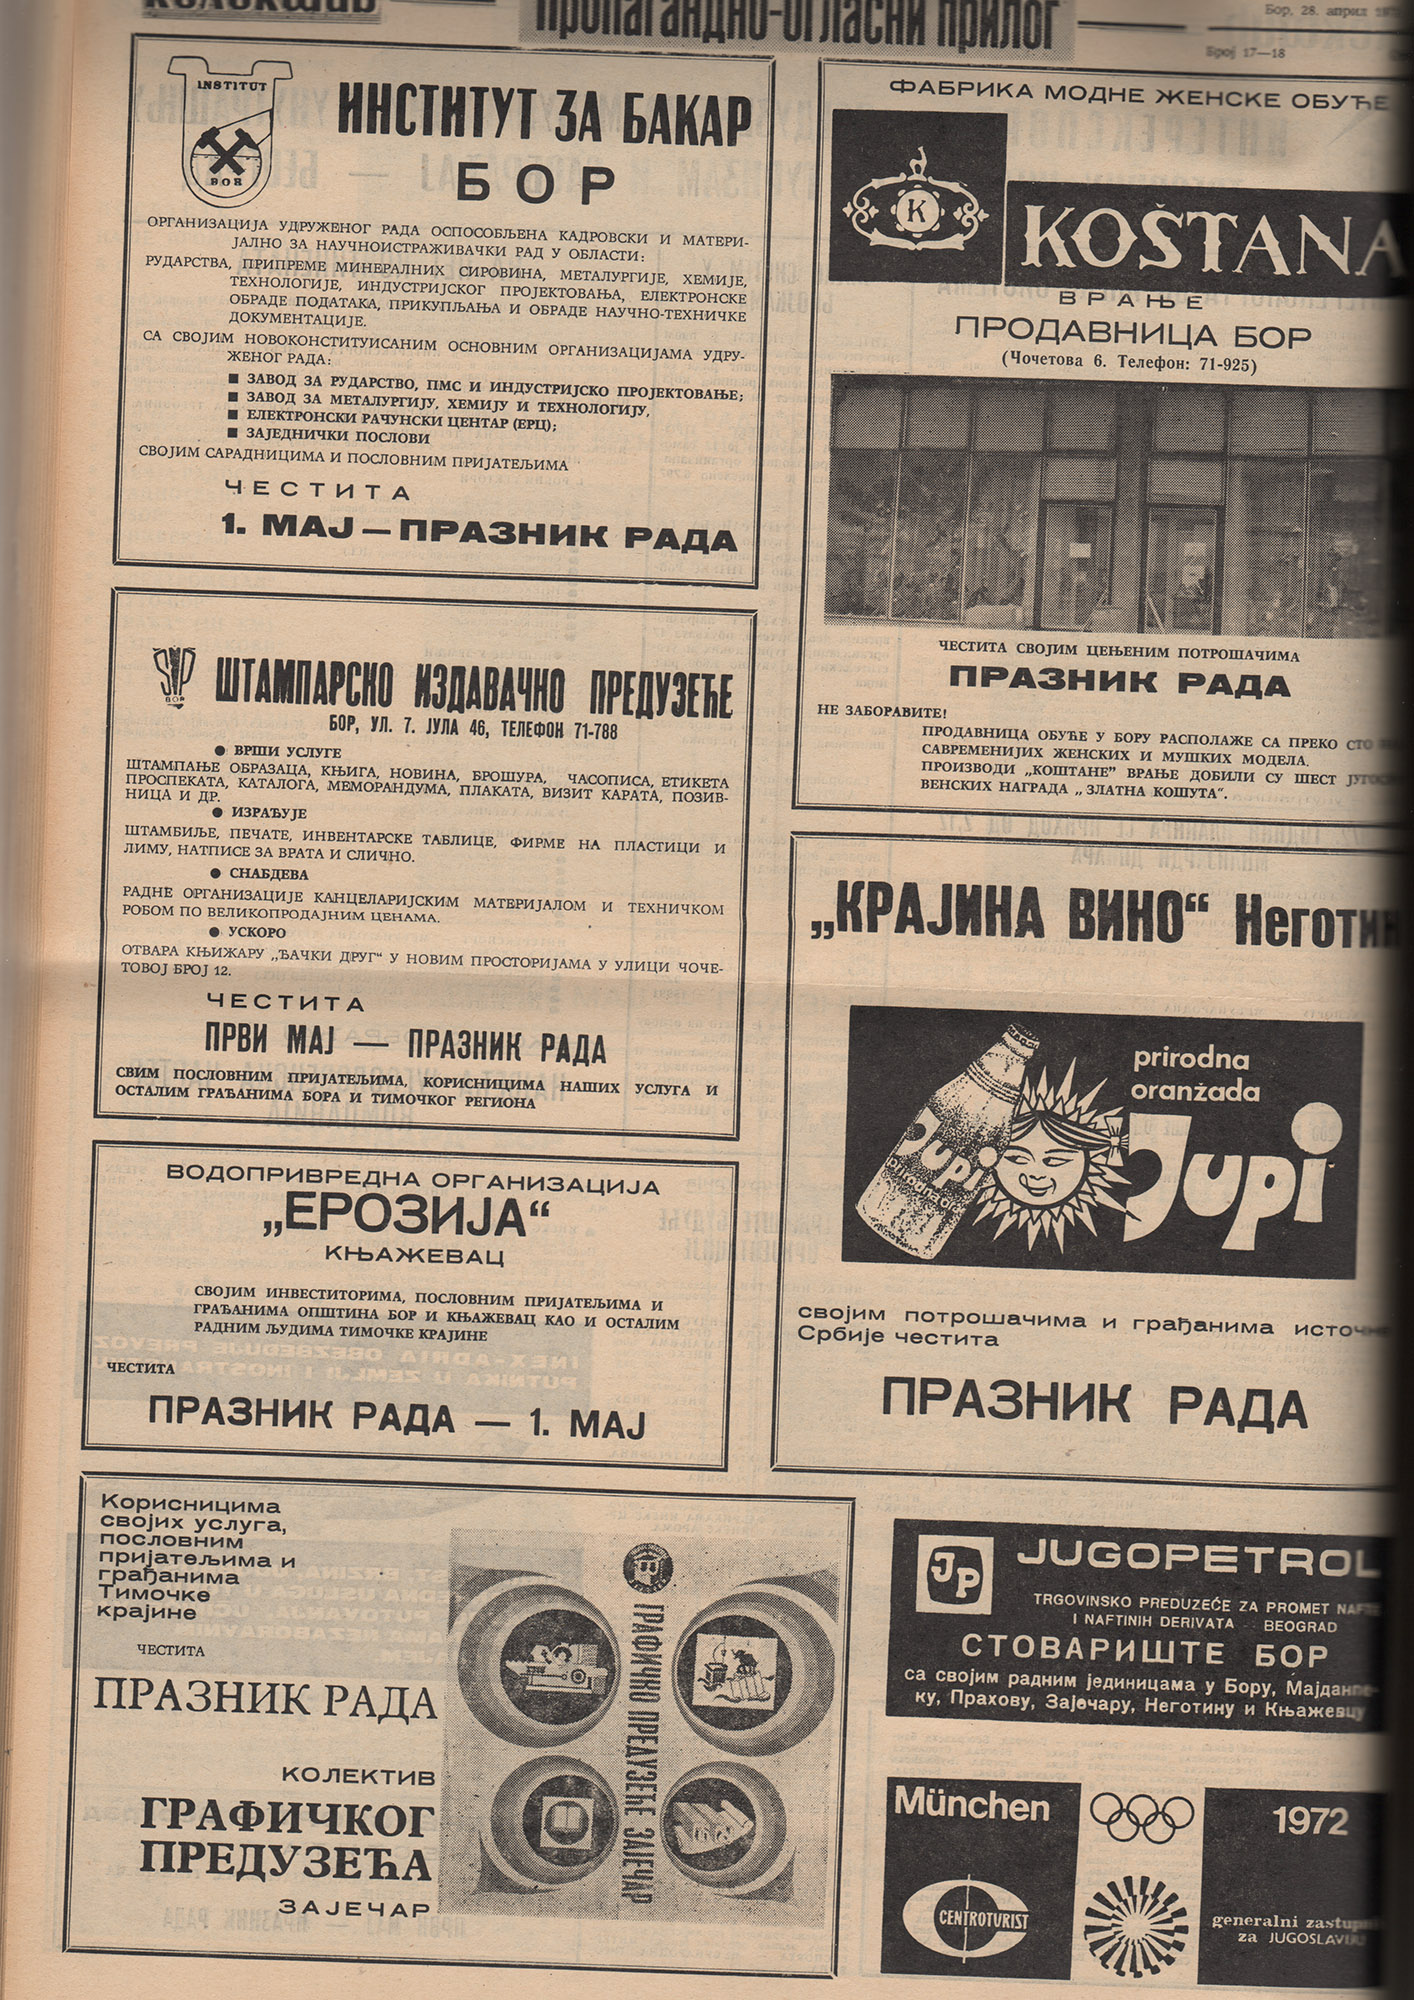 КОЛЕКТИВ
пропагандно-огласни прилог
Бор, 28. април
Број 17—18
INSTITUT
BOR
ИНСТИТУТ ЗА БАКАР
БОР
ОРГАНИЗАЦИЈА УДРУЖЕНОГ РАДА ОСПОСОБЉЕНА КАДРОВСКИ И МАТЕРИ-
ЈАЛНО ЗА НАУЧНОИСТРАЖИВАЧКИ РАД У ОБЛАСТИ:
РУДАРСТВА, ПРИПРЕМЕ МИНЕРАЛНИХ СИРОВИНА, МЕТАЛУРГИЈЕ, ХЕМИЈЕ,
ТЕХНОЛОГИЈЕ, ИНДУСТРИЈСКОГ ПРОЈЕКТОВАЊА, ЕЛЕКТРОНСКЕ
ОБРАДЕ ПОДАТАКА, ПРИКУПЉАЊА И ОБРАДЕ НАУЧНО-ТЕХНИЧКЕ
ДОКУМЕНТАЦИЈЕ.
СА СВОЈИМ НОВОКОНСТИТУИСАНИМ ОСНОВНИМ ОРГАНИЗАЦИЈАМА УДРУ-
ЖЕНОГ РАДА:
■ ЗАВОД ЗА РУДАРСТВО, ПМС И ИНДУСТРИЈСКО ПРОЈЕКТОВАЊЕ;
■ ЗАВОД ЗА МЕТАЛУРГИЈУ, ХЕМИЈУ И ТЕХНОЛОГИЈУ,
■ ЕЛЕКТРОНСКИ РАЧУНСКИ ЦЕНТАР (ЕРЦ);
■ ЗАЈЕДНИЧКИ ПОСЛОВИ
СВОЈИМ САРАДНИЦИМА И ПОСЛОВНИМ ПРИЈАТЕЉИМА
ЧЕСТИТА
1. МАЈ — ПРАЗНИК РАДА
SIP
BOR
ШТАМПАРСКО ИЗДАВАЧНО ПРЕДУЗЕЋЕ
БОР, УЛ. 7. ЈУЛА 46, ТЕЛЕФОН 71-788
● ВРШИ УСЛУГЕ
ШТАМПАЊЕ ОБРАЗАЦА, КЊИГА, НОВИНА, БРОШУРА, ЧАСОПИСА, ЕТИКЕТА
ПРОСПЕКАТА, КАТАЛОГА, МЕМОРАНДУМА, ПЛАКАТА, ВИЗИТ КАРАТА, ПОЗИВ-
НИЦА И ДР.
● ИЗРАЂУЈЕ
ШТАМБИЉЕ, ПЕЧАТЕ, ИНВЕНТАРСКЕ ТАБЛИЦЕ, ФИРМЕ НА ПЛАСТИЦИ И
ЛИМУ, НАТПИСЕ ЗА ВРАТА И СЛИЧНО.
● СНАБДЕВА
РАДНЕ ОРГАНИЗАЦИЈЕ КАНЦЕЛАРИЈСКИМ МАТЕРИЈАЛОМ И ТЕХНИЧКОМ
РОБОМ ПО ВЕЛИКОПРОДАЈНИМ ЦЕНАМА.
● УСКОРО
ОТВАРА КЊИЖАРУ „ЂАЧКИ ДРУГ“ У НОВИМ ПРОСТОРИЈАМА У УЛИЦИ ЧОЧЕ-
ТОВОЈ БРОЈ 12.
ЧЕСТИТА
ПРВИ МАЈ — ПРАЗНИК РАДА
СВИМ ПОСЛОВНИМ ПРИЈАТЕЉИМА, КОРИСНИЦИМА НАШИХ УСЛУГА И
ОСТАЛИМ ГРАЂАНИМА БОРА И ТИМОЧКОГ РЕГИОНА
ВОДОПРИВРЕДНА ОРГАНИЗАЦИЈА
„ЕРОЗИЈА“
КЊАЖЕВАЦ
СВОЈИМ ИНВЕСТИТОРИМА, ПОСЛОВНИМ ПРИЈАТЕЉИМА И
ГРАЂАНИМА ОПШТИНА БОР И КЊАЖЕВАЦ КАО И ОСТАЛИМ
РАДНИМ ЉУДИМА ТИМОЧКЕ КРАЈИНЕ
ЧЕСТИТА
ПРАЗНИК РАДА — 1. МАЈ
Корисницима
својих услуга,
пословним
пријатељима и
грађанима
Тимочке
крајине
ЧЕСТИТА
ПРАЗНИК РАДА
КОЛЕКТИВ
ГРАФИЧКОГ
ПРЕДУЗЕЋА
ЗАЈЕЧАР
ГРАФИЧКО ПРЕДУЗЕЋЕ ЗАЈЕЧАР
ФАБРИКА МОДНЕ ЖЕНСКЕ ОБУЋЕ
K
KOŠTANA
ВРАЊЕ
ПРОДАВНИЦА БОР
(Чочетова 6. Телефон: 71-925)
ЧЕСТИТА СВОЈИМ ЦЕЊЕНИМ ПОТРОШАЧИМА
ПРАЗНИК РАДА
НЕ ЗАБОРАВИТЕ!
ПРОДАВНИЦА ОБУЋЕ У БОРУ РАСПОЛАЖЕ СА ПРЕКО СТО
САВРЕМЕНИЈИХ ЖЕНСКИХ И МУШКИХ МОДЕЛА.
ПРОИЗВОДИ „КОШТАНЕ” ВРАЊЕ ДОБИЛИ СУ ШЕСТ ЈУГОСЛО-
ВЕНСКИХ НАГРАДА „ЗЛАТНА КОШУТА“.
„КРАЈИНА ВИНО“ Неготин
prirodna
oranžada
Jupi
Jupi
prirodna
својим потрошачима и грађанима источне
Србије честита
ПРАЗНИК РАДА
JP
JUGOPETROL
TRGOVINSKO PREDUZEĆE ZA PROMET NAFTE
I NAFTINIH DERIVATA - BEOGRAD
СТОВАРИШТЕ БОР
са својим радним јединицама у Бору, Мајданпе-
ку, Прахову, Зајечару, Неготину и Књажевцу
München
1972
CENTROTURIST
generalni zastupnik
za JUGOSLAVIJU